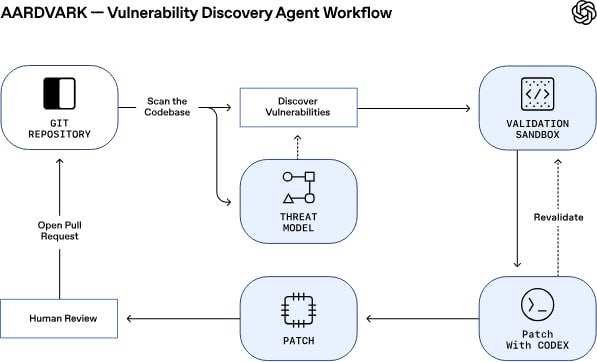 AARDVARK — Vulnerability Discovery Agent Workflow
GIT
REPOSITORY
Scan the
Codebase
Discover
Vulnerabilities
VALIDATION
SANDBOX
THREAT
MODEL
Open Pull
Request
Revalidate
Human Review
PATCH
Patch
With CODEX